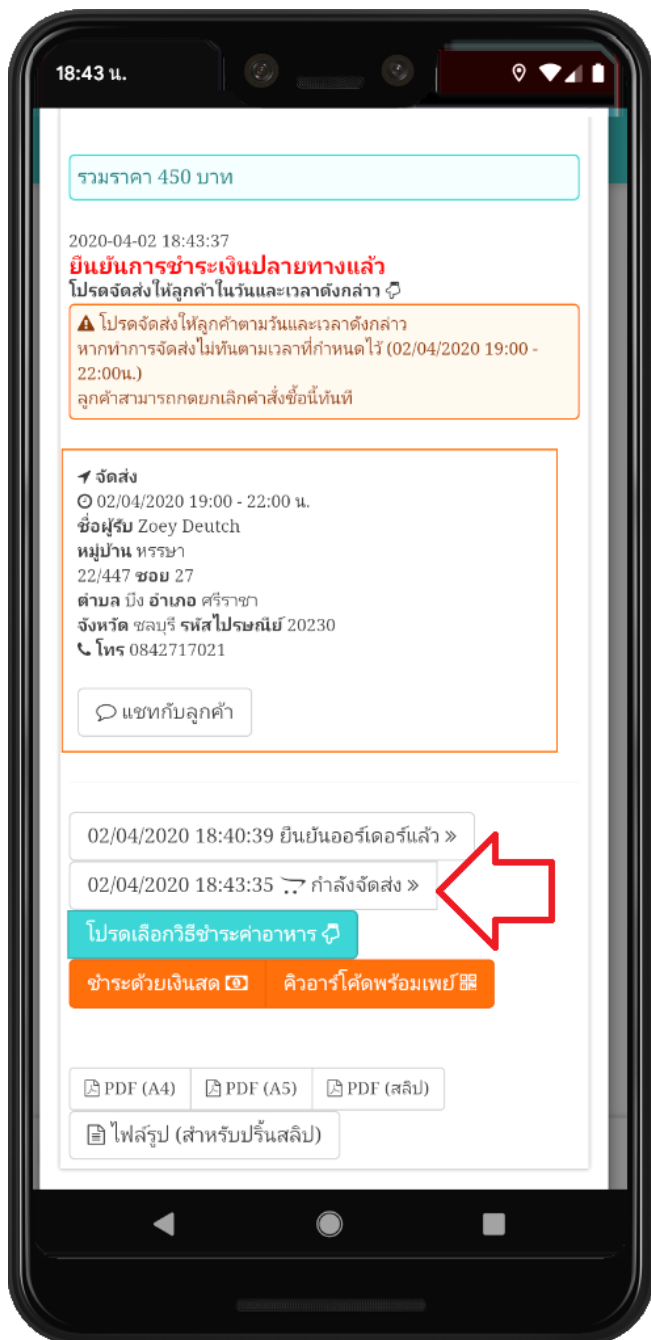 18:43 น.
รวมราคา 450 บาท
2020-04-02 18:43:37
ยืนยันการชำระเงินปลายทางแล้ว
โปรดจัดส่งให้ลูกค้าในวันและเวลาดังกล่าว
โปรดจัดส่งให้ลูกค้าตามวันและเวลาดังกล่าว
หากทำการจัดส่งไม่ทันตามเวลาที่กำหนดไว้ (02/04/2020 19:00 -
22:00น.)
ลูกค้าสามารถกดยกเลิกคำสั่งซื้อนี้ทันที
จัดส่ง
02/04/2020 19:00 - 22:00 น.
ชื่อผู้รับ Zoey Deutch
หมู่บ้าน หรรษา
22/447 ซอย 27
ตำบล บึง อำเภอ ศรีราชา
จังหวัด ชลบุรี รหัสไปรษณีย์ 20230
โทร 0842717021
แชทกับลูกค้า
02/04/2020 18:40:39 ยืนยันออร์เดอร์แล้ว »
02/04/2020 18:43:35 กำลังจัดส่ง »
โปรดเลือกวิธีชำระค่าอาหาร
ชำระด้วยเงินสด คิวอาร์โค้ดพร้อมเพย์
PDF (A4) PDF (A5) PDF (สลิป)
ไฟล์รูป (สำหรับปริ้นสลิป)